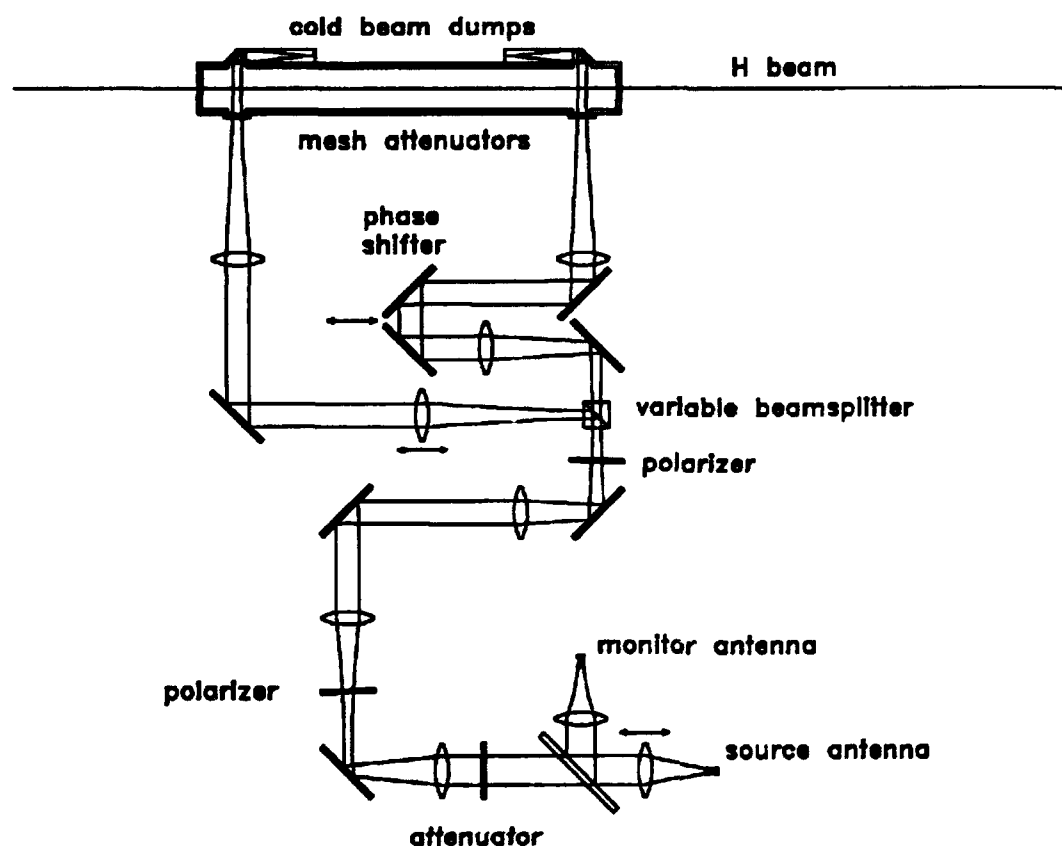 cold beam dumps
H beam
mesh attenuators
phase
shifter
variable beamsplitter
polarizer
monitor antenna
polarizer
source antenna
attenuator